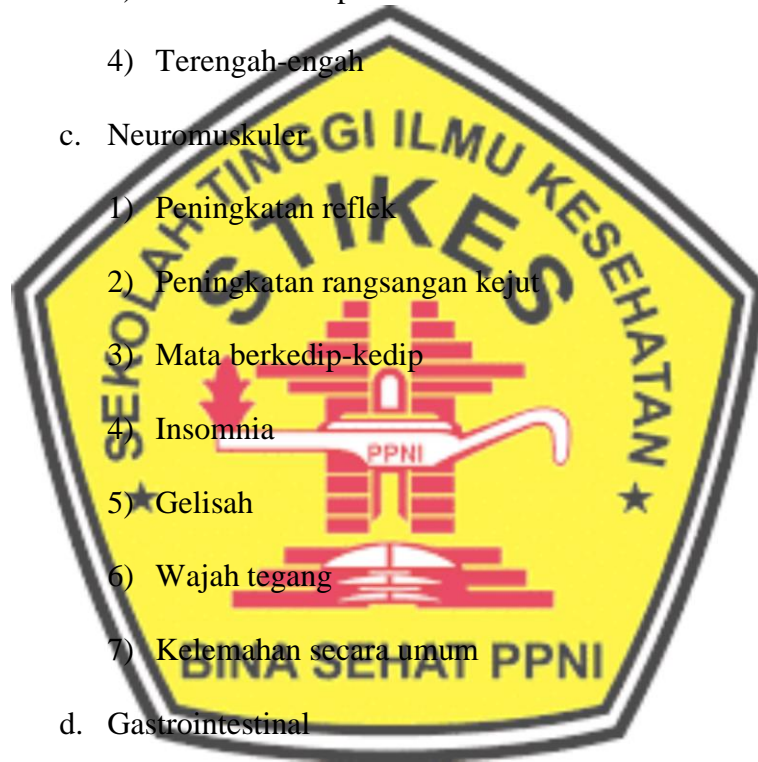 4) Terengah-engah
c. Neuromuskuler
1) Peningkatan reflek
2) Peningkatan rangsangan kejut
3) Mata berkedip-kedip
4) Insomnia
5) Gelisah
6) Wajah tegang
7) Kelemahan secara umum
d. Gastrointestinal
SEKOLAH TINGGI ILMU KESEHATAN
STIKES
PPNI
BINA SEHAT PPNI